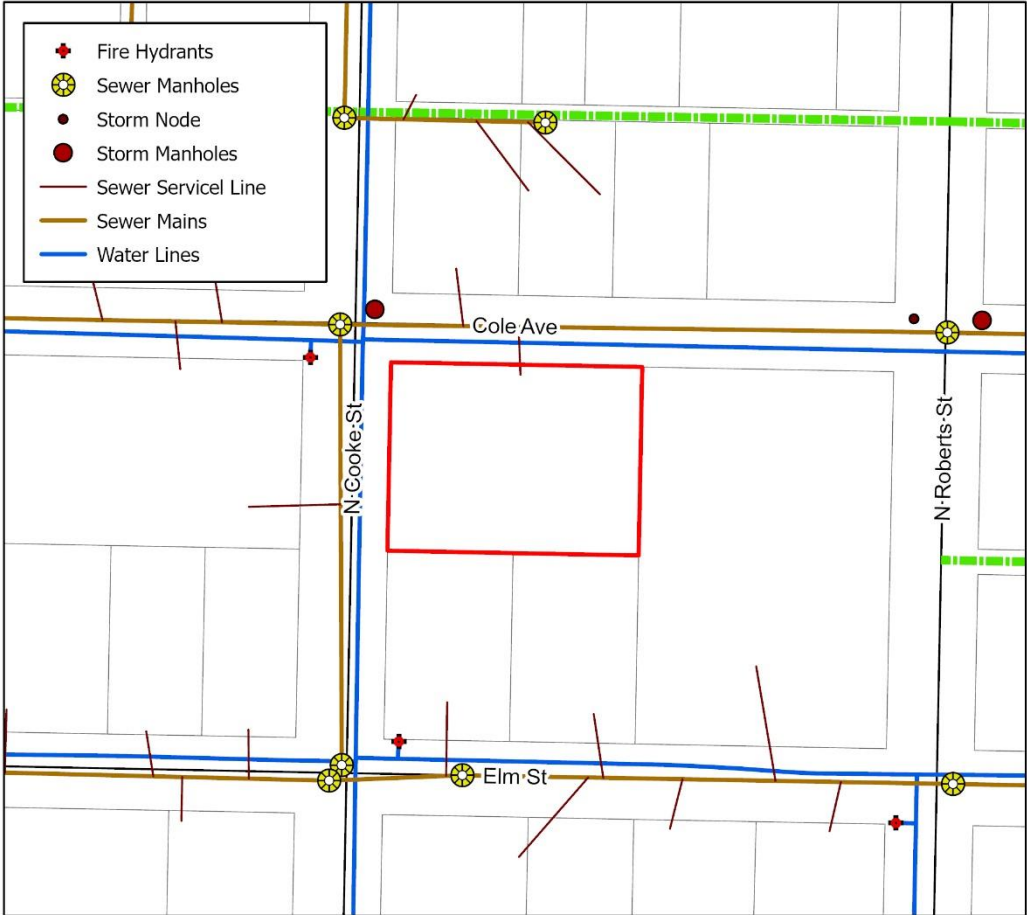 Fire Hydrants
Sewer Manholes
Storm Node
Storm Manholes
Sewer Servicel Line
Sewer Mains
Water Lines
Cole Ave
N Cooke St
N Roberts St
Elm St